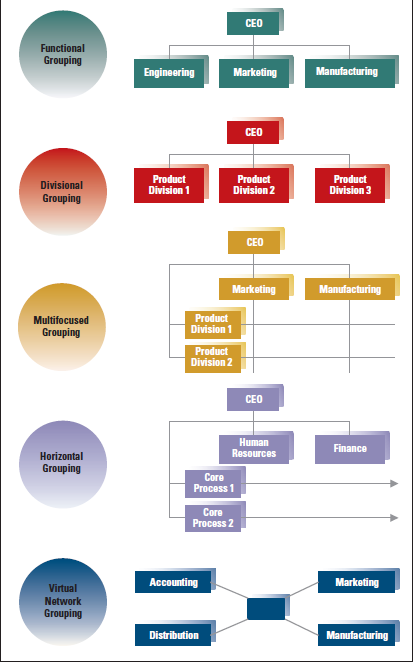 Functional
Grouping
CEO
Engineering
Marketing
Manufacturing
Divisional
Grouping
CEO
Product
Division 1
Product
Division 2
Product
Division 3
Multifocused
Grouping
CEO
Marketing
Manufacturing
Product
Division 1
Product
Division 2
Horizontal
Grouping
CEO
Human
Resources
Finance
Core
Process 1
Core
Process 2
Virtual
Network
Grouping
Accounting
Marketing
Distribution
Manufacturing